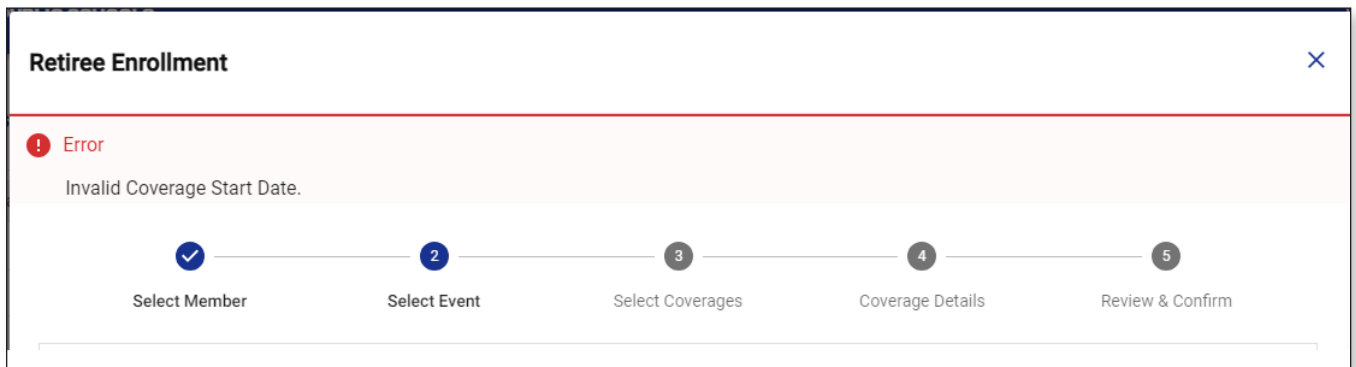 Retiree Enrollment
Error
Invalid Coverage Start Date.
2
3
4
5
Select Member
Select Event
Select Coverages
Coverage Details
Review & Confirm